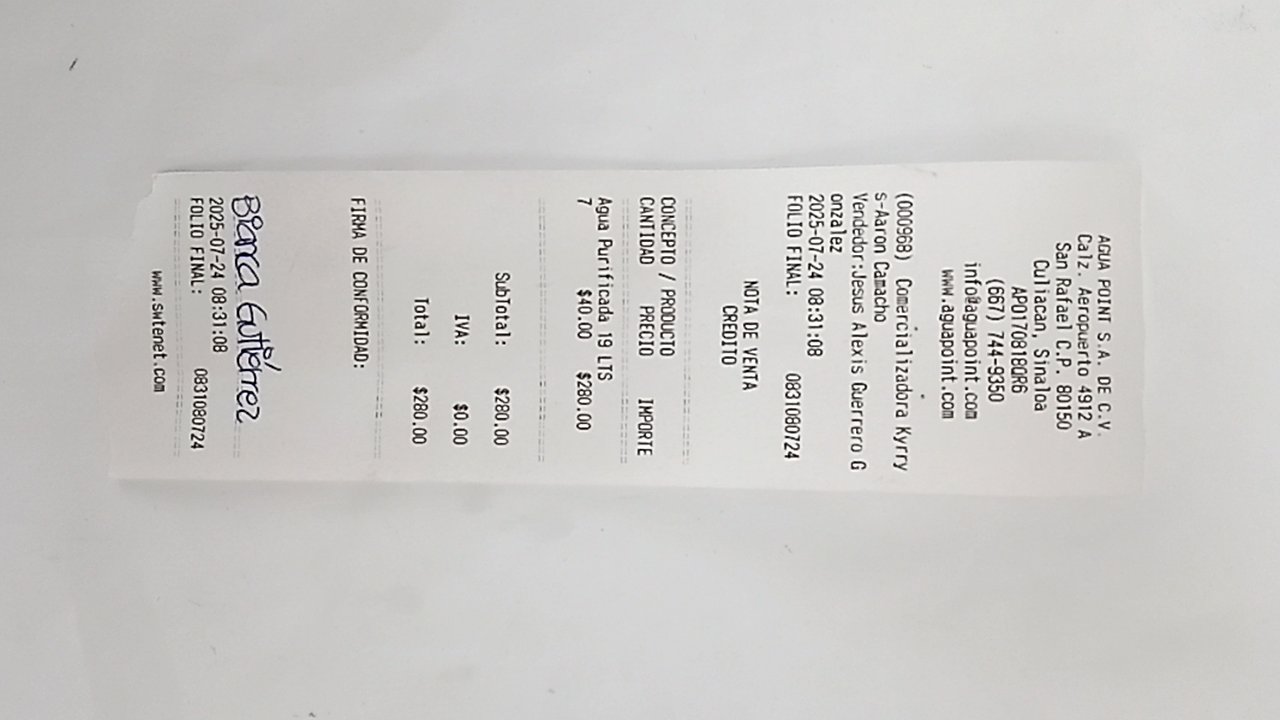 AGUA POINT S.A. DE C.V.
Calz. Aeropuerto 4912 A
San Rafael C.P. 80150
Culiacan, Sinaloa
APO170818QR6
(667) 744-9350
info@aguapoint.com
www.aguapoint.com
(000968) Comercializadora Kyrry
s-Aaron Camacho
Vendedor:Jesus Alexis Guerrero G
onzalez
2025-07-24 08:31:08
FOLIO FINAL: 0831080724
NOTA DE VENTA
CREDITO
CONCEPTO / PRODUCTO
CANTIDAD PRECIO IMPORTE
Agua Purificada 19 LTS
7 $40.00 $280.00
SubTotal: $280.00
IVA: $0.00
Total: $280.00
FIRMA DE CONFORMIDAD:
Bianca Gutiérrez
2025-07-24 08:31:08
FOLIO FINAL: 0831080724
www.swtenet.com